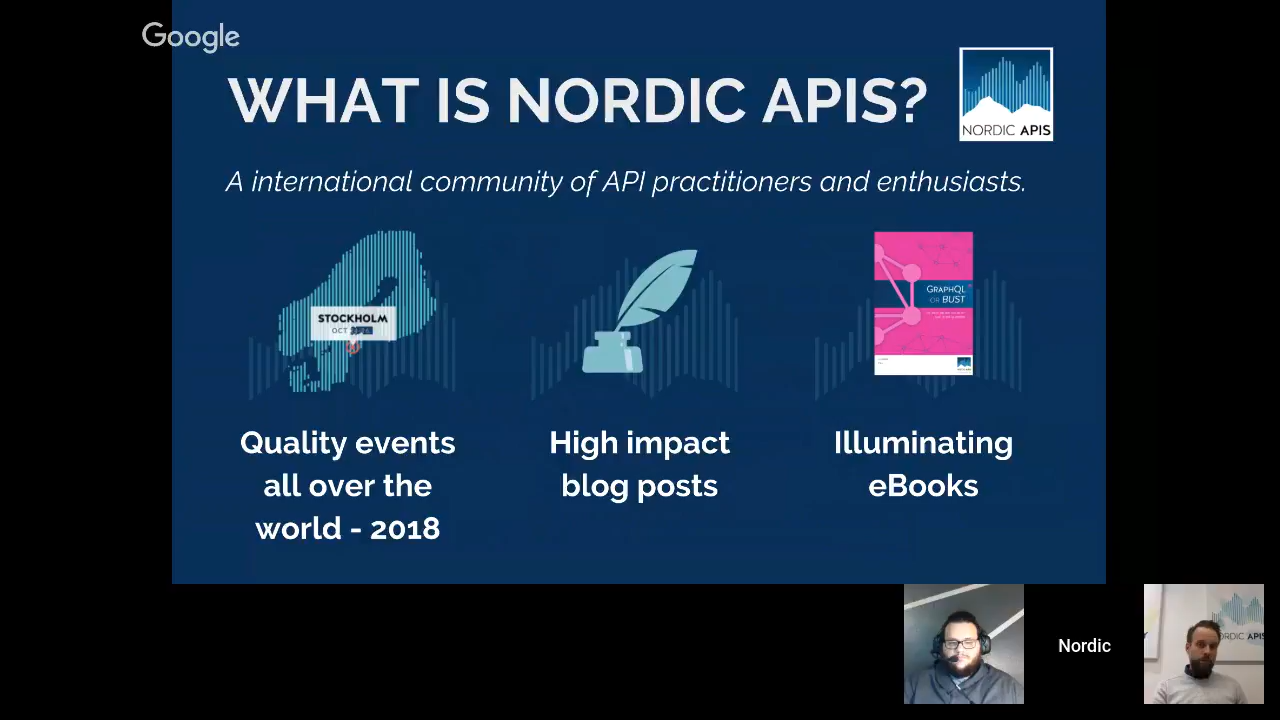 Google
WHAT IS NORDIC APIS?
NORDIC APIS
A international community of API practitioners and enthusiasts.
STOCKHOLM
OCT
GRAPHQL
OR BUST
Quality events
all over the
world - 2018
High impact
blog posts
Illuminating
eBooks
Nordic
NORDIC APIS